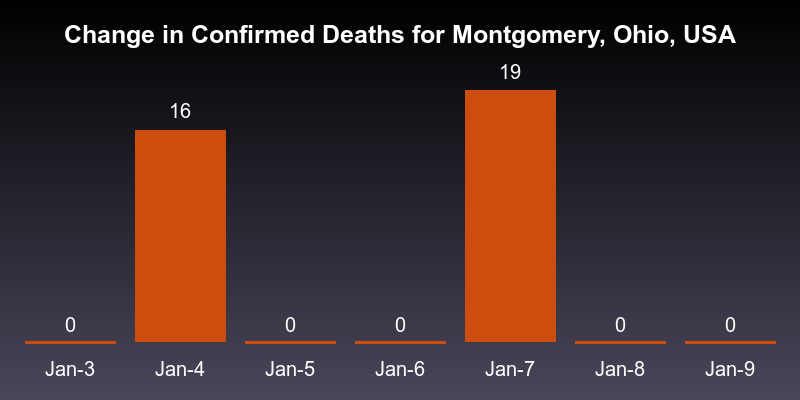 Change in Confirmed Deaths for Montgomery, Ohio, USA
19
16
0 0 0 0 0
Jan-3 Jan-4 Jan-5 Jan-6 Jan-7 Jan-8 Jan-9